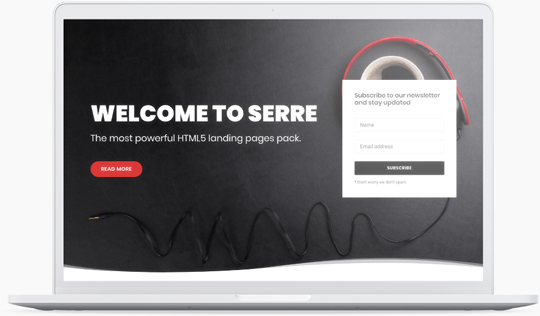 WELCOME TO SERRE
The most powerful HTML5 landing pages pack.
READ MORE
Subscribe to our newsletter
and stay updated
Name
Email address
SUBSCRIBE
* Don't worry we don't spam.